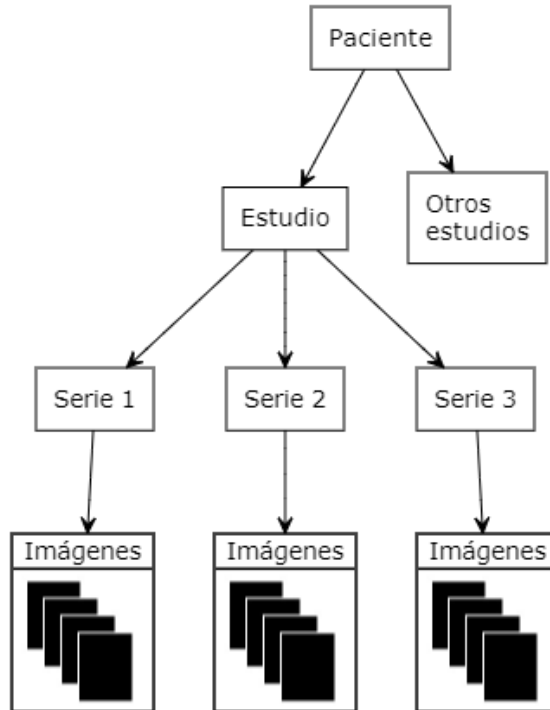 Paciente
Estudio
Otros
estudios
Serie 1
Serie 2
Serie 3
Imágenes
Imágenes
Imágenes